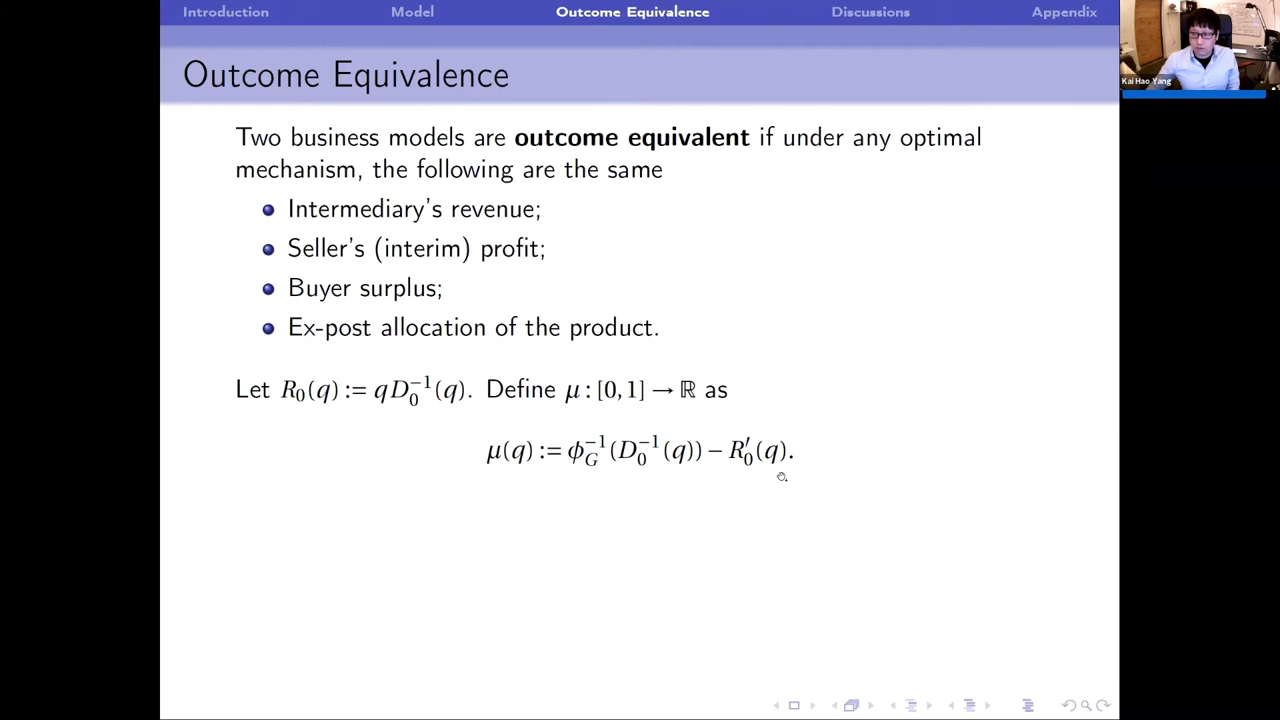 Introduction Model Outcome Equivalence Discussions Appendix
Outcome Equivalence
Kai Hao Yang
Two business models are outcome equivalent if under any optimal
mechanism, the following are the same
Intermediary's revenue;
Seller's (interim) profit;
Buyer surplus;
Ex-post allocation of the product.
Let R₀(q) := qD₀⁻¹(q). Define μ : [0, 1] → ℝ as
μ(q) := ϕ_G⁻¹(D₀⁻¹(q)) − R₀′(q).